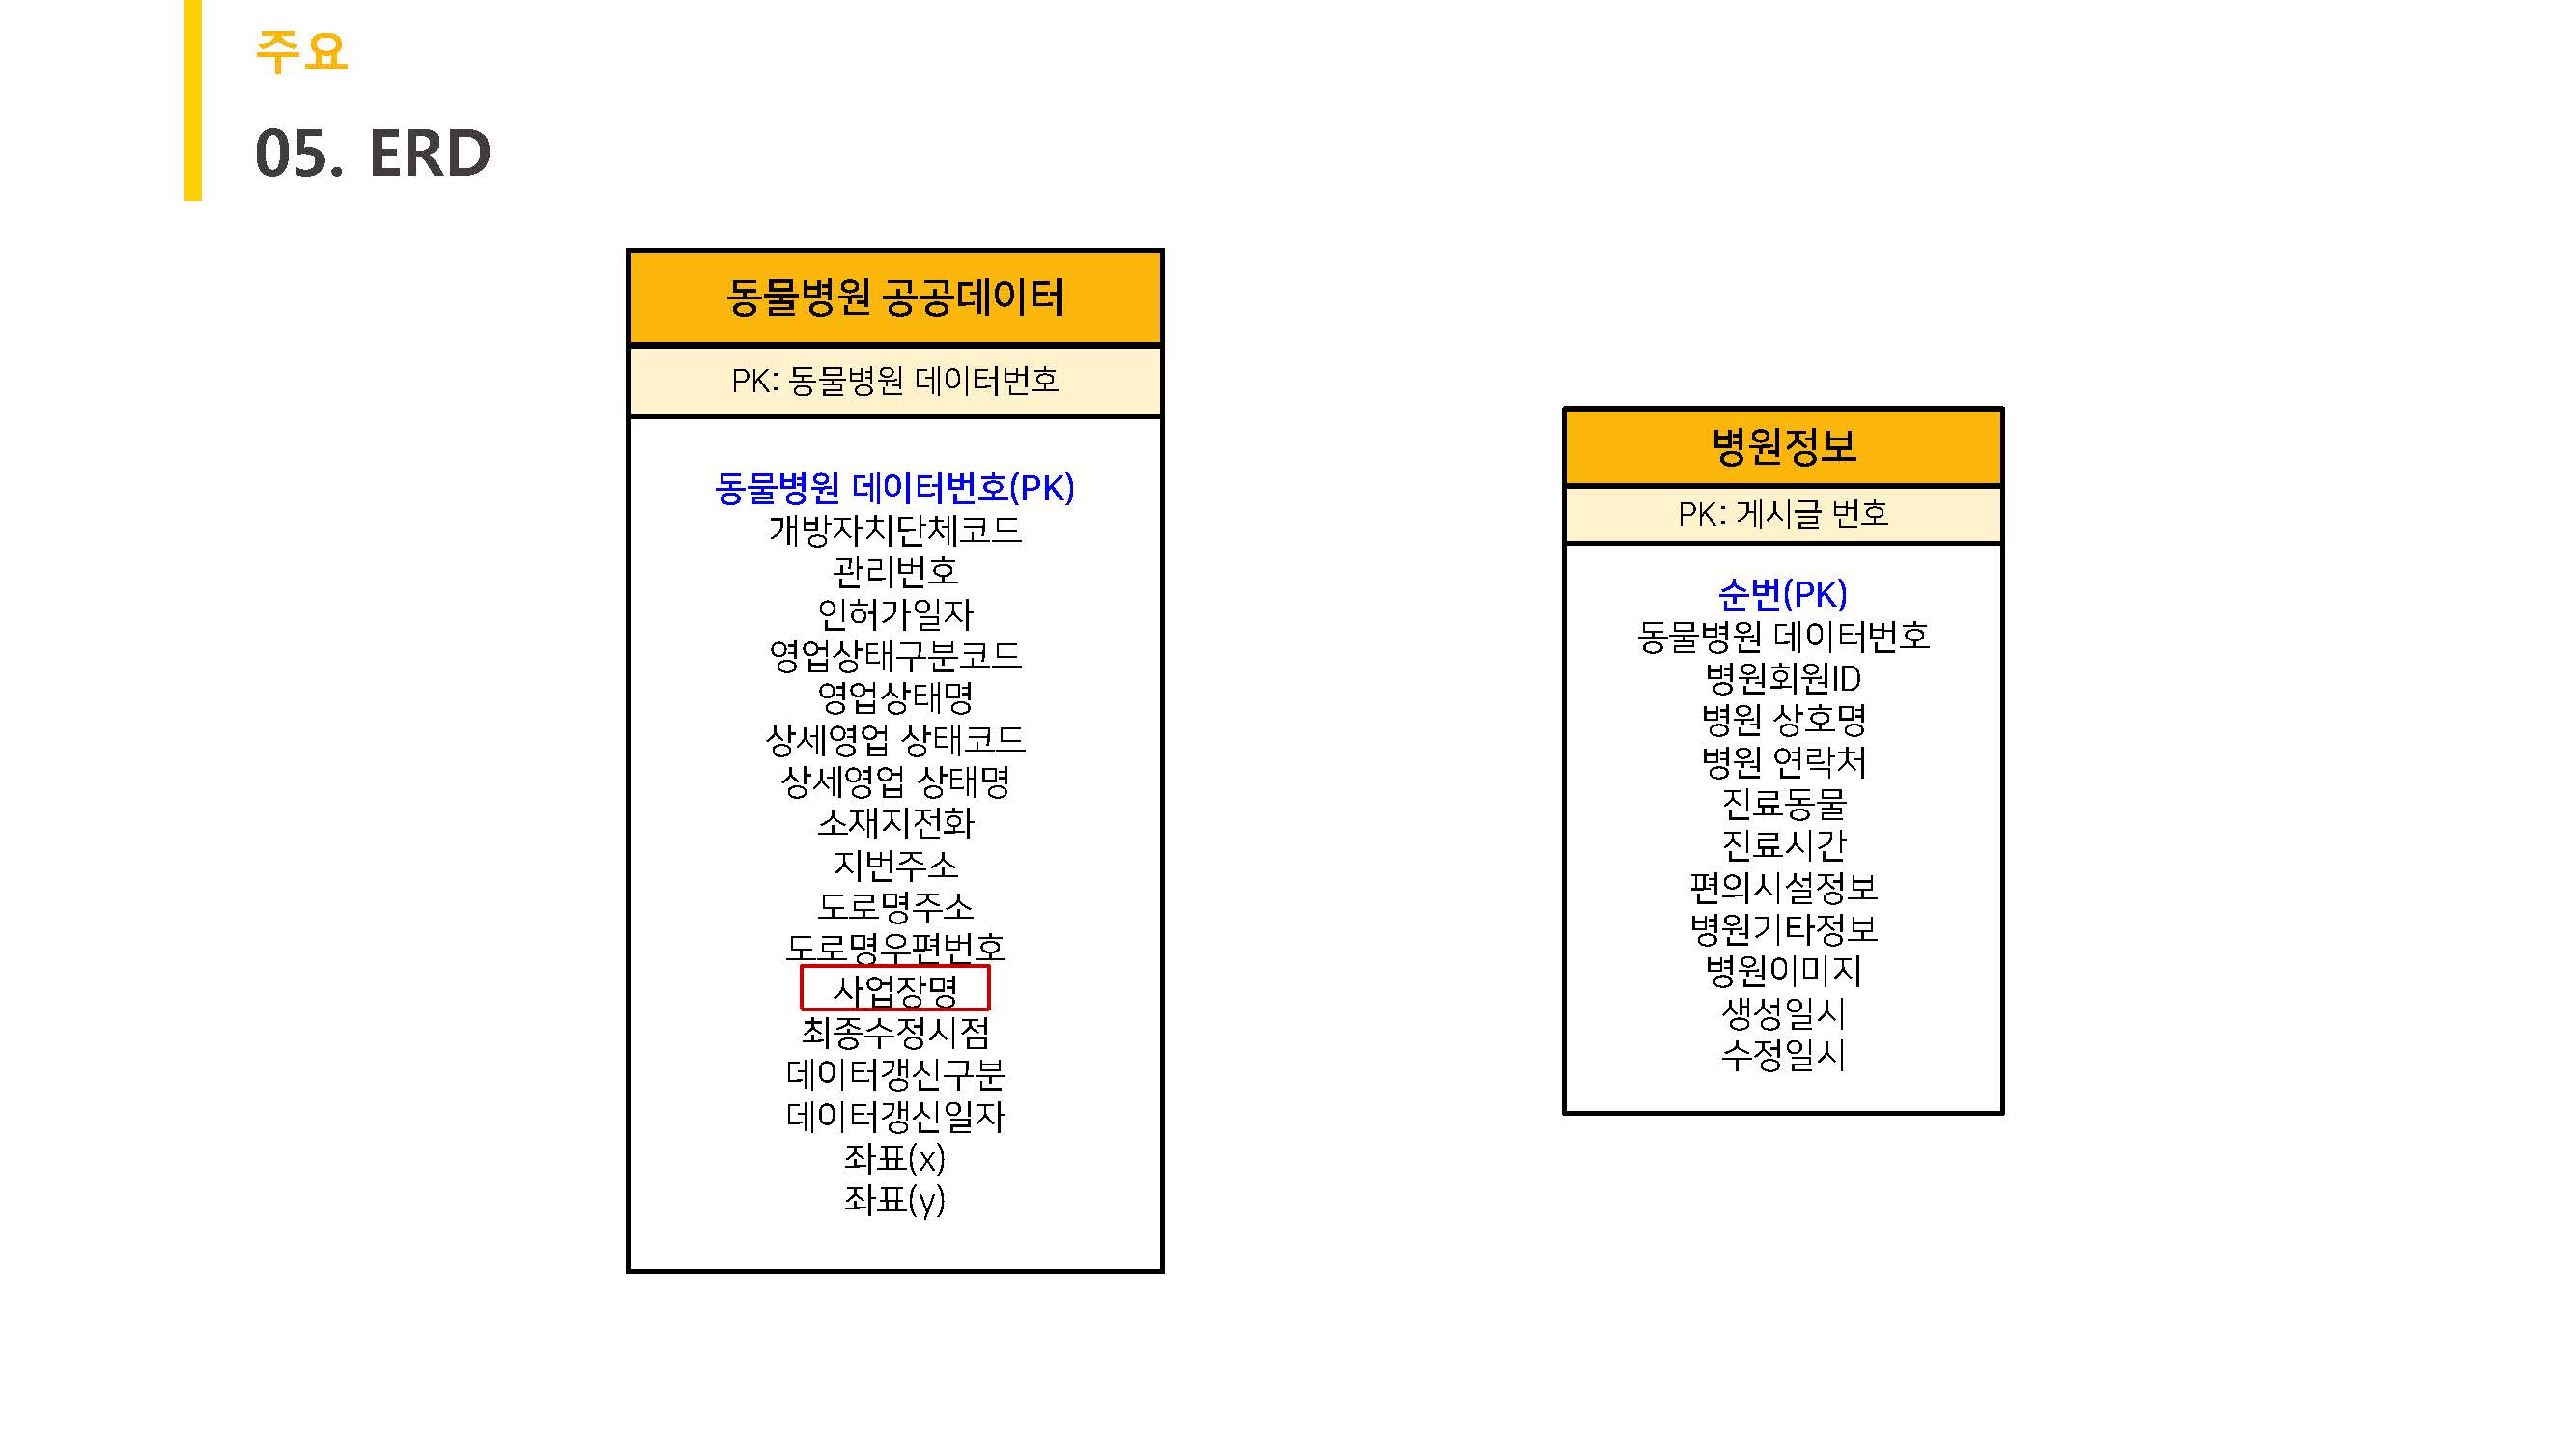 주요
05. ERD
동물병원 공공데이터
PK: 동물병원 데이터번호
동물병원 데이터번호(PK)
개방자치단체코드
관리번호
인허가일자
영업상태구분코드
영업상태명
상세영업 상태코드
상세영업 상태명
소재지전화
지번주소
도로명주소
도로명우편번호
사업장명
최종수정시점
데이터갱신구분
데이터갱신일자
좌표(x)
좌표(y)
병원정보
PK: 게시글 번호
순번(PK)
동물병원 데이터번호
병원회원ID
병원 상호명
병원 연락처
진료동물
진료시간
편의시설정보
병원기타정보
병원이미지
생성일시
수정일시